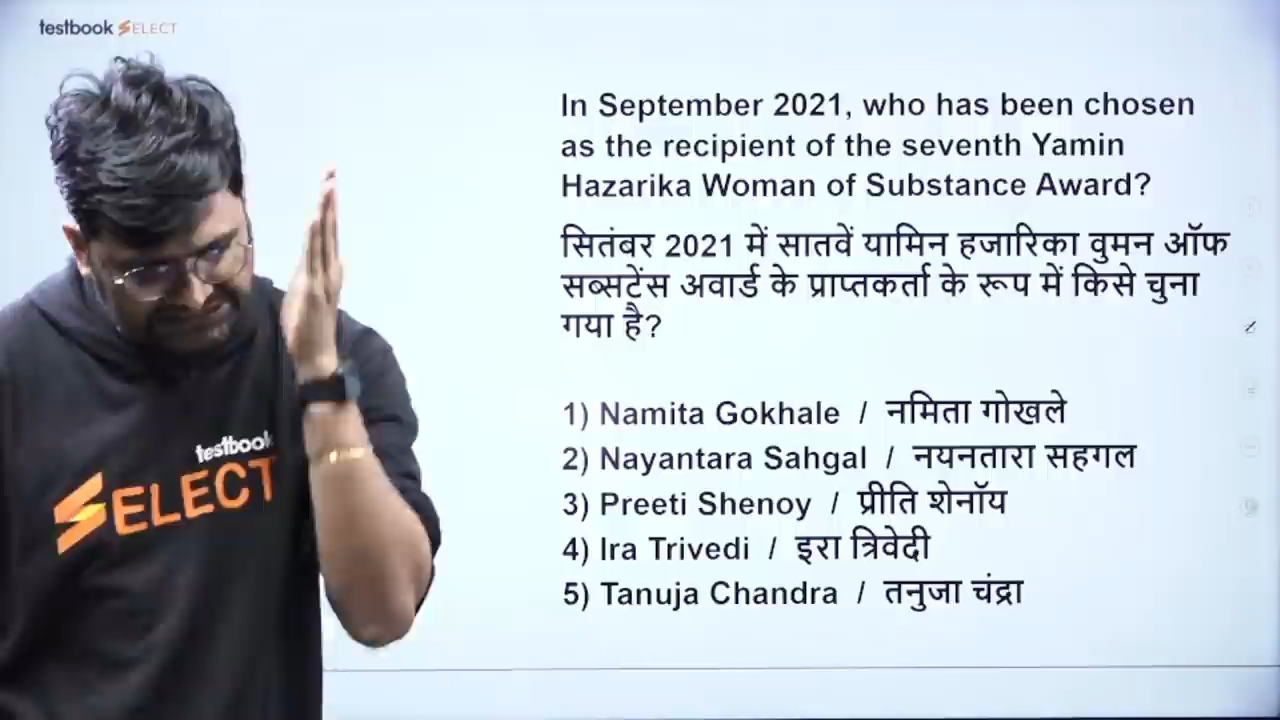 testbook SELECT
In September 2021, who has been chosen
as the recipient of the seventh Yamin
Hazarika Woman of Substance Award?
सितंबर 2021 में सातवें यामिन हजारिका वुमन ऑफ
सब्सटेंस अवार्ड के प्राप्तकर्ता के रूप में किसे चुना
गया है?
1) Namita Gokhale / नमिता गोखले
2) Nayantara Sahgal / नयनतारा सहगल
3) Preeti Shenoy / प्रीति शेनॉय
4) Ira Trivedi / इरा त्रिवेदी
5) Tanuja Chandra / तनुजा चंद्रा
testbook
SELECT